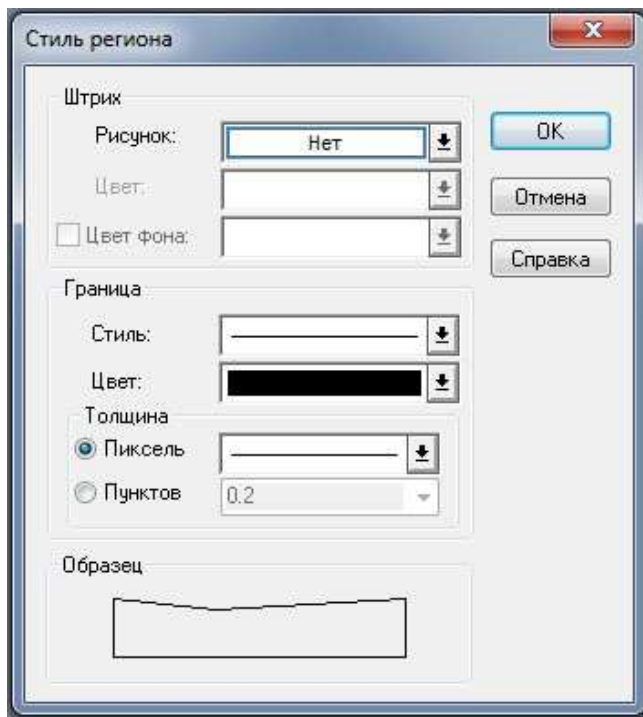 Стиль региона
Штрих
Рисунок: Нет
Цвет:
Цвет фона:
OK
Отмена
Справка
Граница
Стиль:
Цвет:
Толщина
Пиксель
Пунктов 0.2
Образец